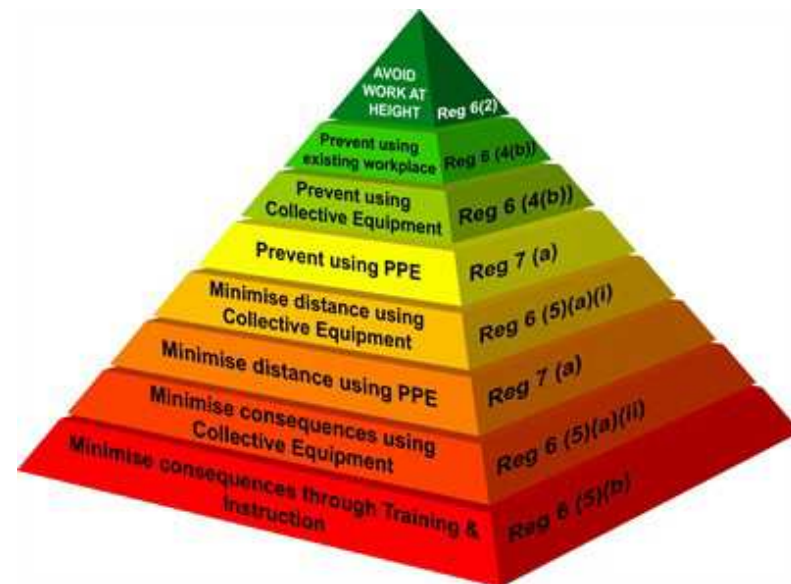 AVOID
WORK AT
HEIGHT
Reg 6(2)
Prevent using
existing workplace
Reg 6 (4(b))
Prevent using
Collective Equipment
Reg 6 (4(b))
Prevent using PPE
Reg 7 (a)
Minimise distance using
Collective Equipment
Reg 6 (5)(a)(i)
Minimise distance using PPE
Reg 7 (a)
Minimise consequences using
Collective Equipment
Reg 6 (5)(a)(ii)
Minimise consequences through Training &
Instruction
Reg 6 (5)(b)